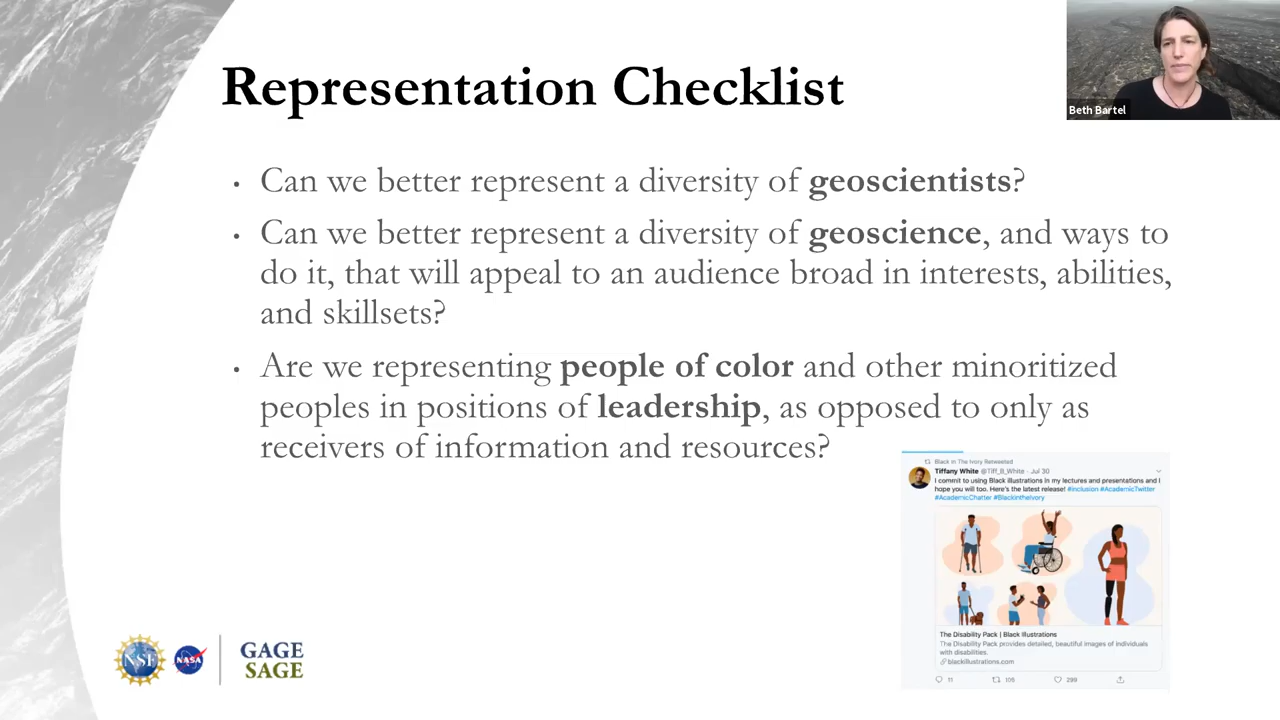 Representation Checklist
Beth Bartel
• Can we better represent a diversity of geoscientists?
• Can we better represent a diversity of geoscience, and ways to
do it, that will appeal to an audience broad in interests, abilities,
and skillsets?
• Are we representing people of color and other minoritized
peoples in positions of leadership, as opposed to only as
receivers of information and resources?
Black in The Ivory Retweeted
Tiffany White @Tiff_B_White · Jul 30
I commit to using Black illustrations in my lectures and presentations and I
hope you will too. Here's the latest release! #inclusion #AcademicTwitter
#AcademicChatter #BlackintheIvory
The Disability Pack | Black Illustrations
The Disability Pack provides detailed, beautiful images of individuals
with disabilities.
blackillustrations.com
11 105 299
NSF NASA
GAGE
SAGE